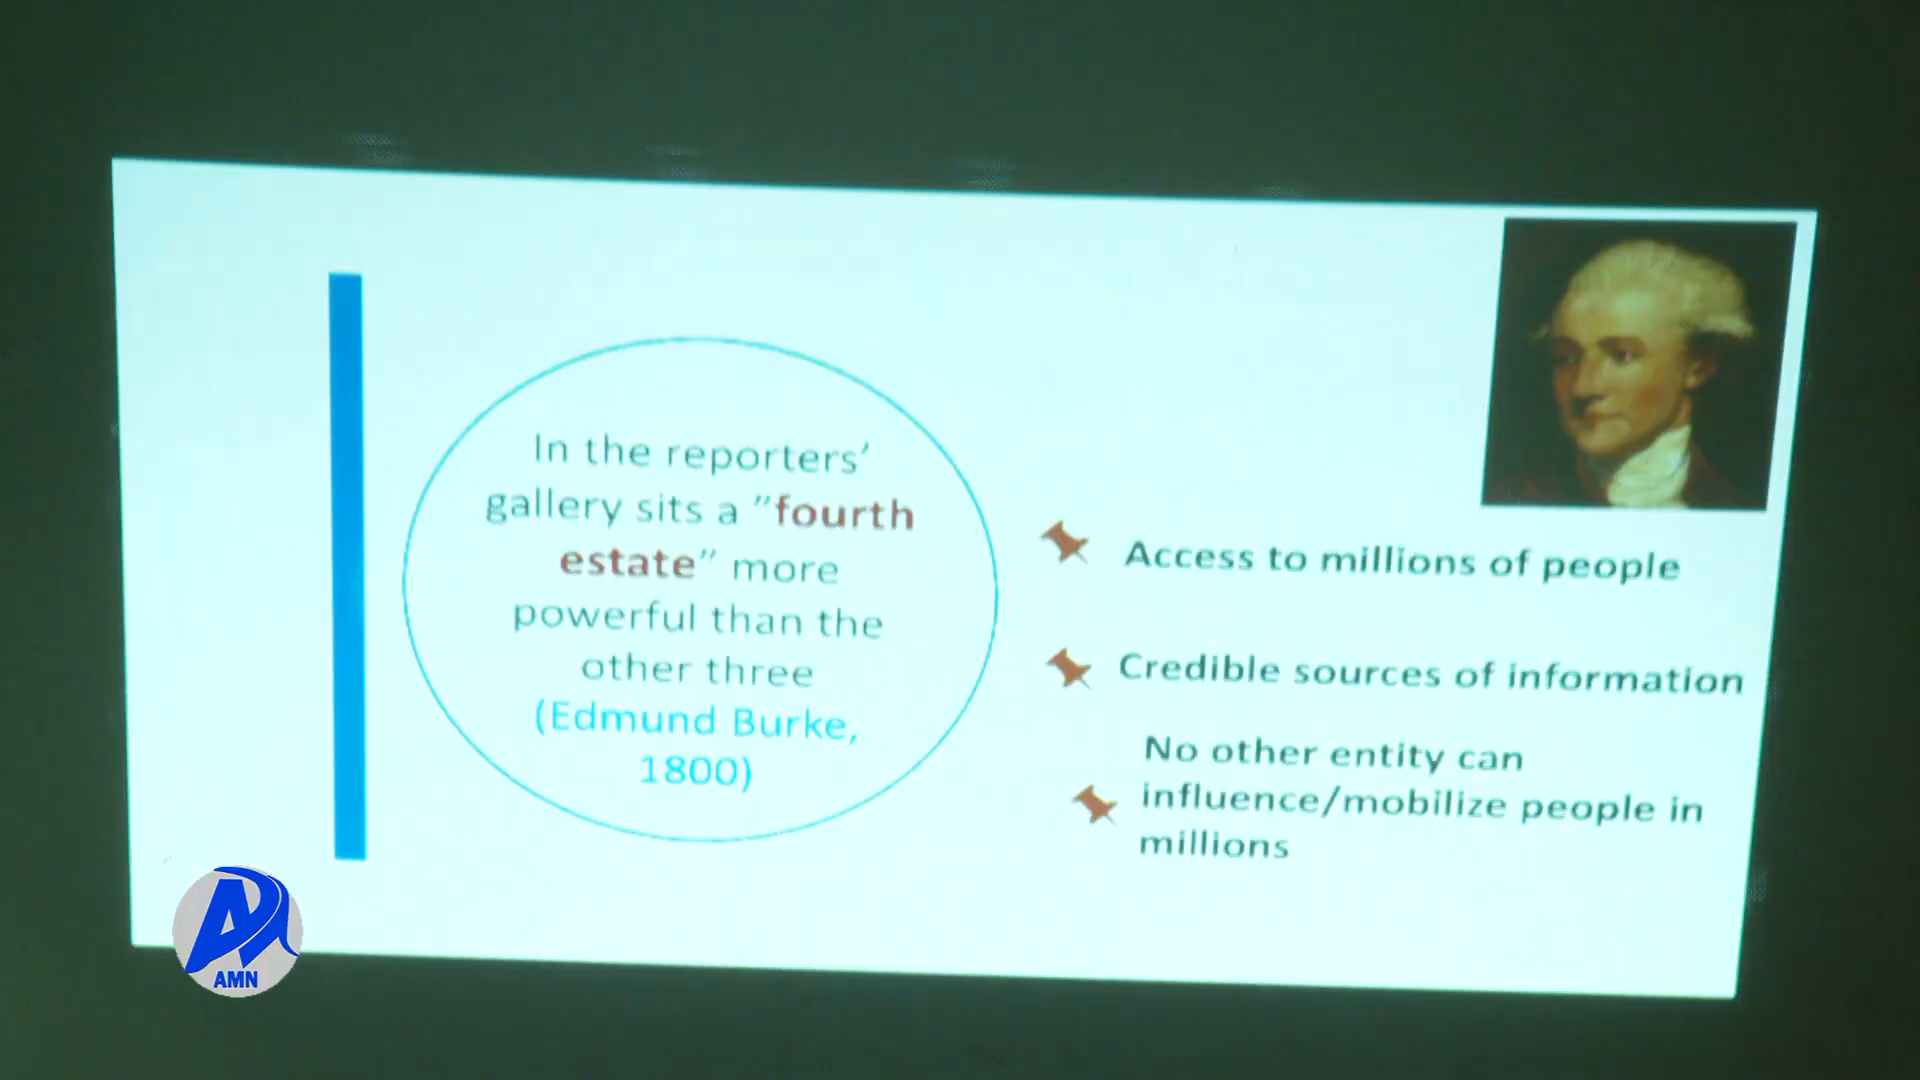 In the reporters’
gallery sits a ”fourth
estate” more
powerful than the
other three
(Edmund Burke,
1800)
Access to millions of people
Credible sources of information
No other entity can
influence/mobilize people in
millions
AMN